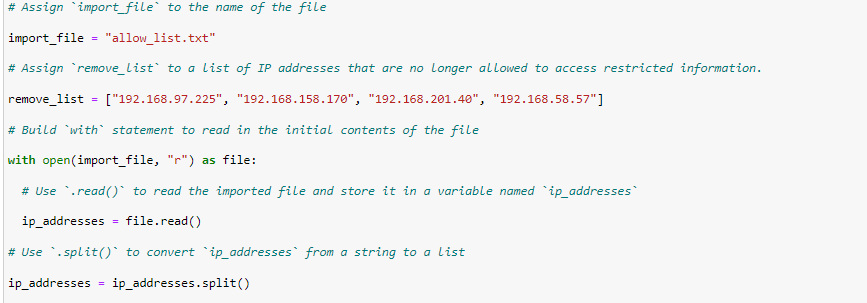 # Assign `import_file` to the name of the file
import_file = "allow_list.txt"
# Assign `remove_list` to a list of IP addresses that are no longer allowed to access restricted information.
remove_list = ["192.168.97.225", "192.168.158.170", "192.168.201.40", "192.168.58.57"]
# Build `with` statement to read in the initial contents of the file
with open(import_file, "r") as file:
# Use `.read()` to read the imported file and store it in a variable named `ip_addresses`
ip_addresses = file.read()
# Use `.split()` to convert `ip_addresses` from a string to a list
ip_addresses = ip_addresses.split()